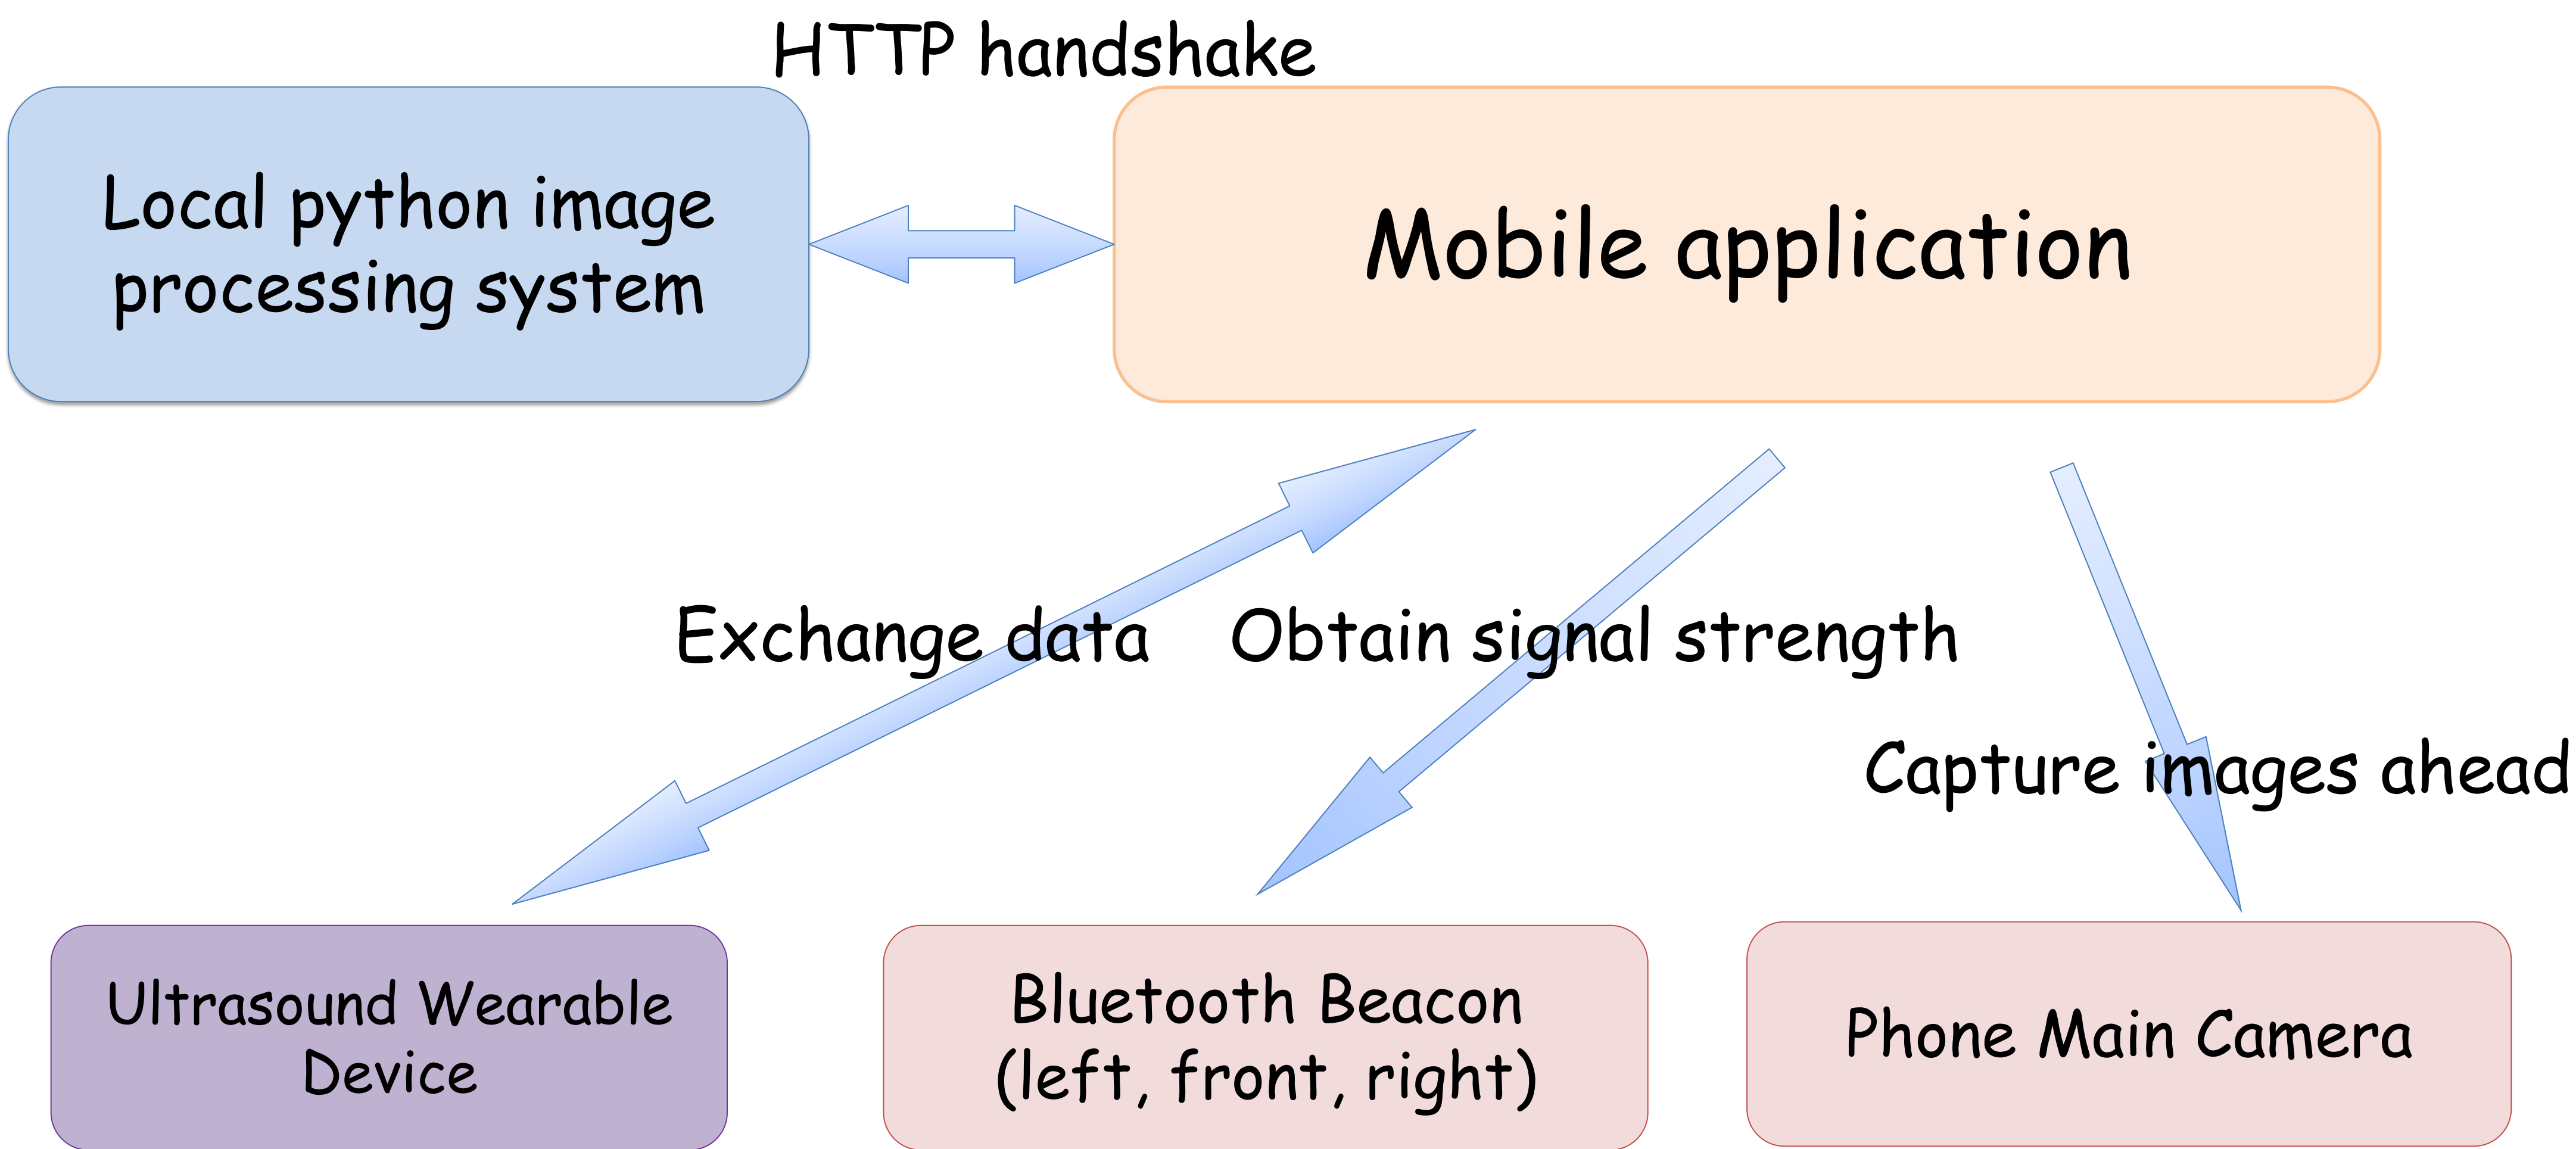 HTTP handshake
Local python image
processing system
Mobile application
Exchange data
Obtain signal strength
Capture images ahead
Ultrasound Wearable
Device
Bluetooth Beacon
(left, front, right)
Phone Main Camera